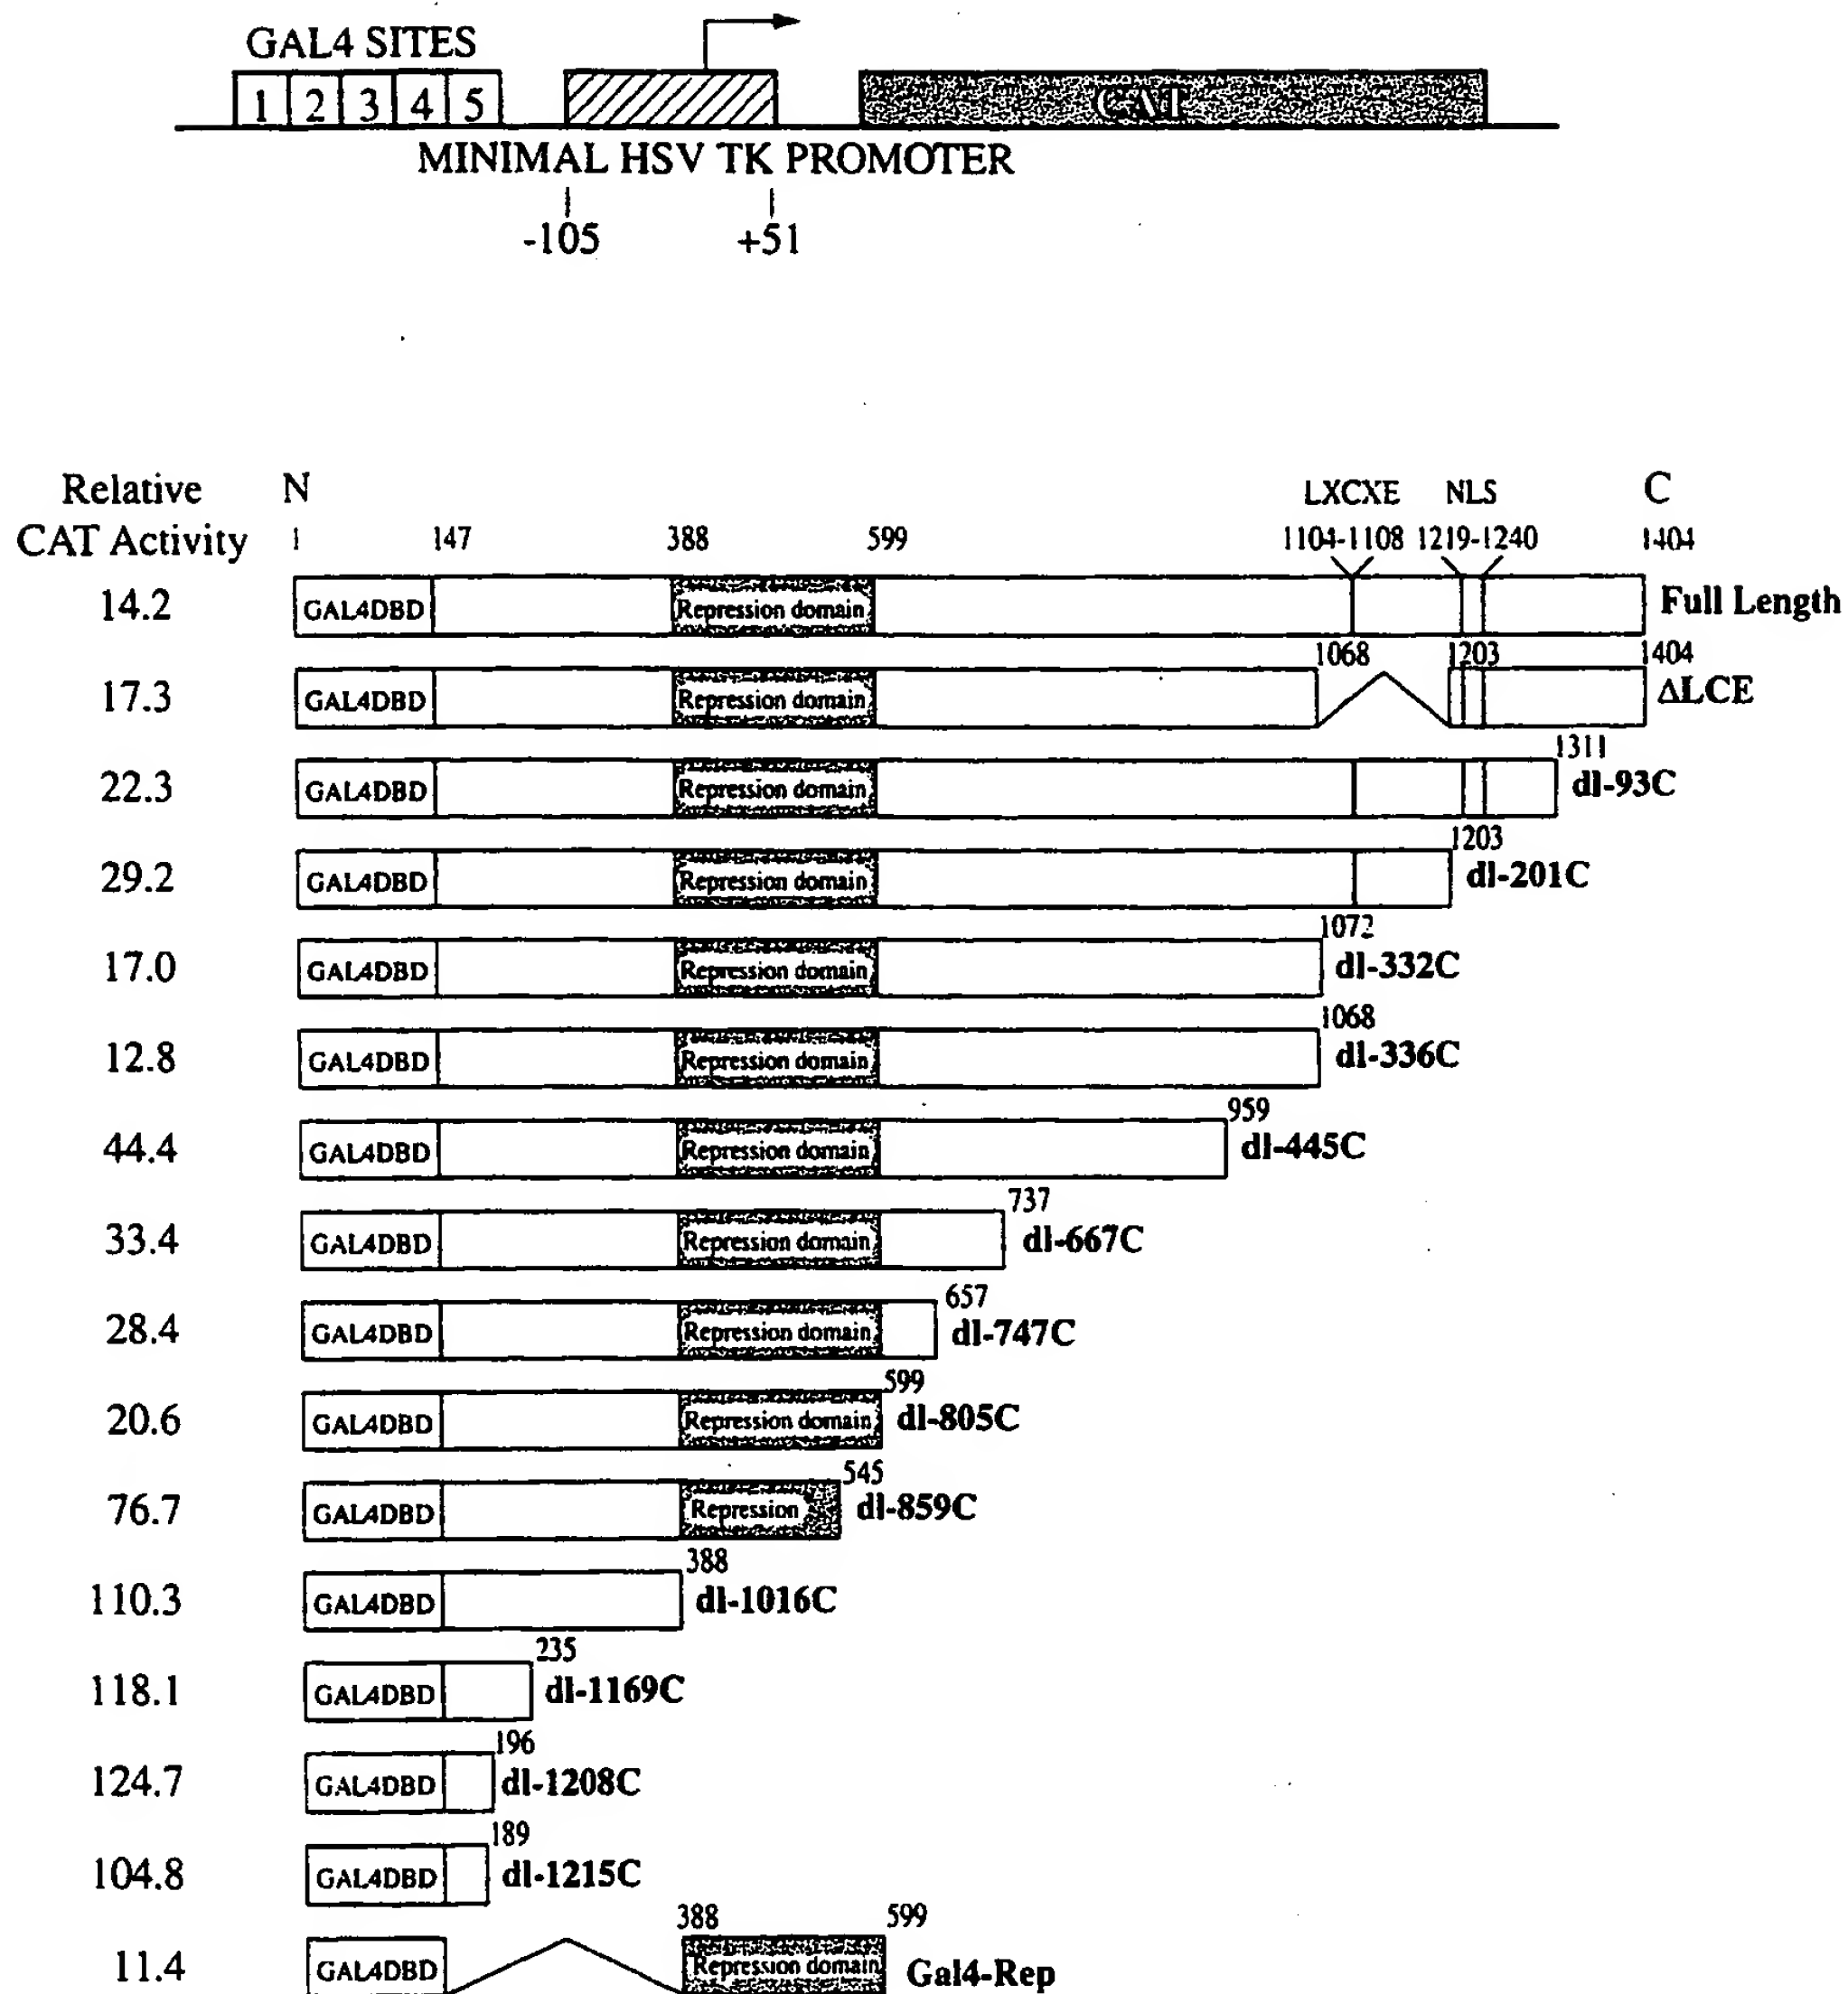 GAL4 SITES
1 2 3 4 5
CAT
MINIMAL HSV TK PROMOTER
-105 +51
Relative CAT Activity
N LXCXE NLS C
1 147 388 599 1104-1108 1219-1240 1404
14.2 GAL4DBD Repression domain Full Length
1068 1203 1404
17.3 GAL4DBD Repression domain ΔLCE
1311
22.3 GAL4DBD Repression domain dl-93C
1203
29.2 GAL4DBD Repression domain dl-201C
1072
17.0 GAL4DBD Repression domain dl-332C
1068
12.8 GAL4DBD Repression domain dl-336C
959
44.4 GAL4DBD Repression domain dl-445C
737
33.4 GAL4DBD Repression domain dl-667C
657
28.4 GAL4DBD Repression domain dl-747C
599
20.6 GAL4DBD Repression domain dl-805C
545
76.7 GAL4DBD Repression dl-859C
388
110.3 GAL4DBD dl-1016C
235
118.1 GAL4DBD dl-1169C
196
124.7 GAL4DBD dl-1208C
189
104.8 GAL4DBD dl-1215C
388 599
11.4 GAL4DBD Repression domain Gal4-Rep